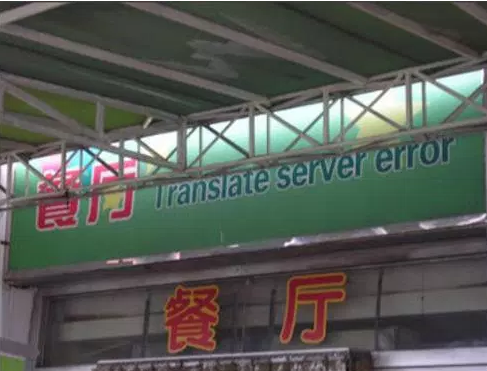 餐厅 Translate server error
餐厅